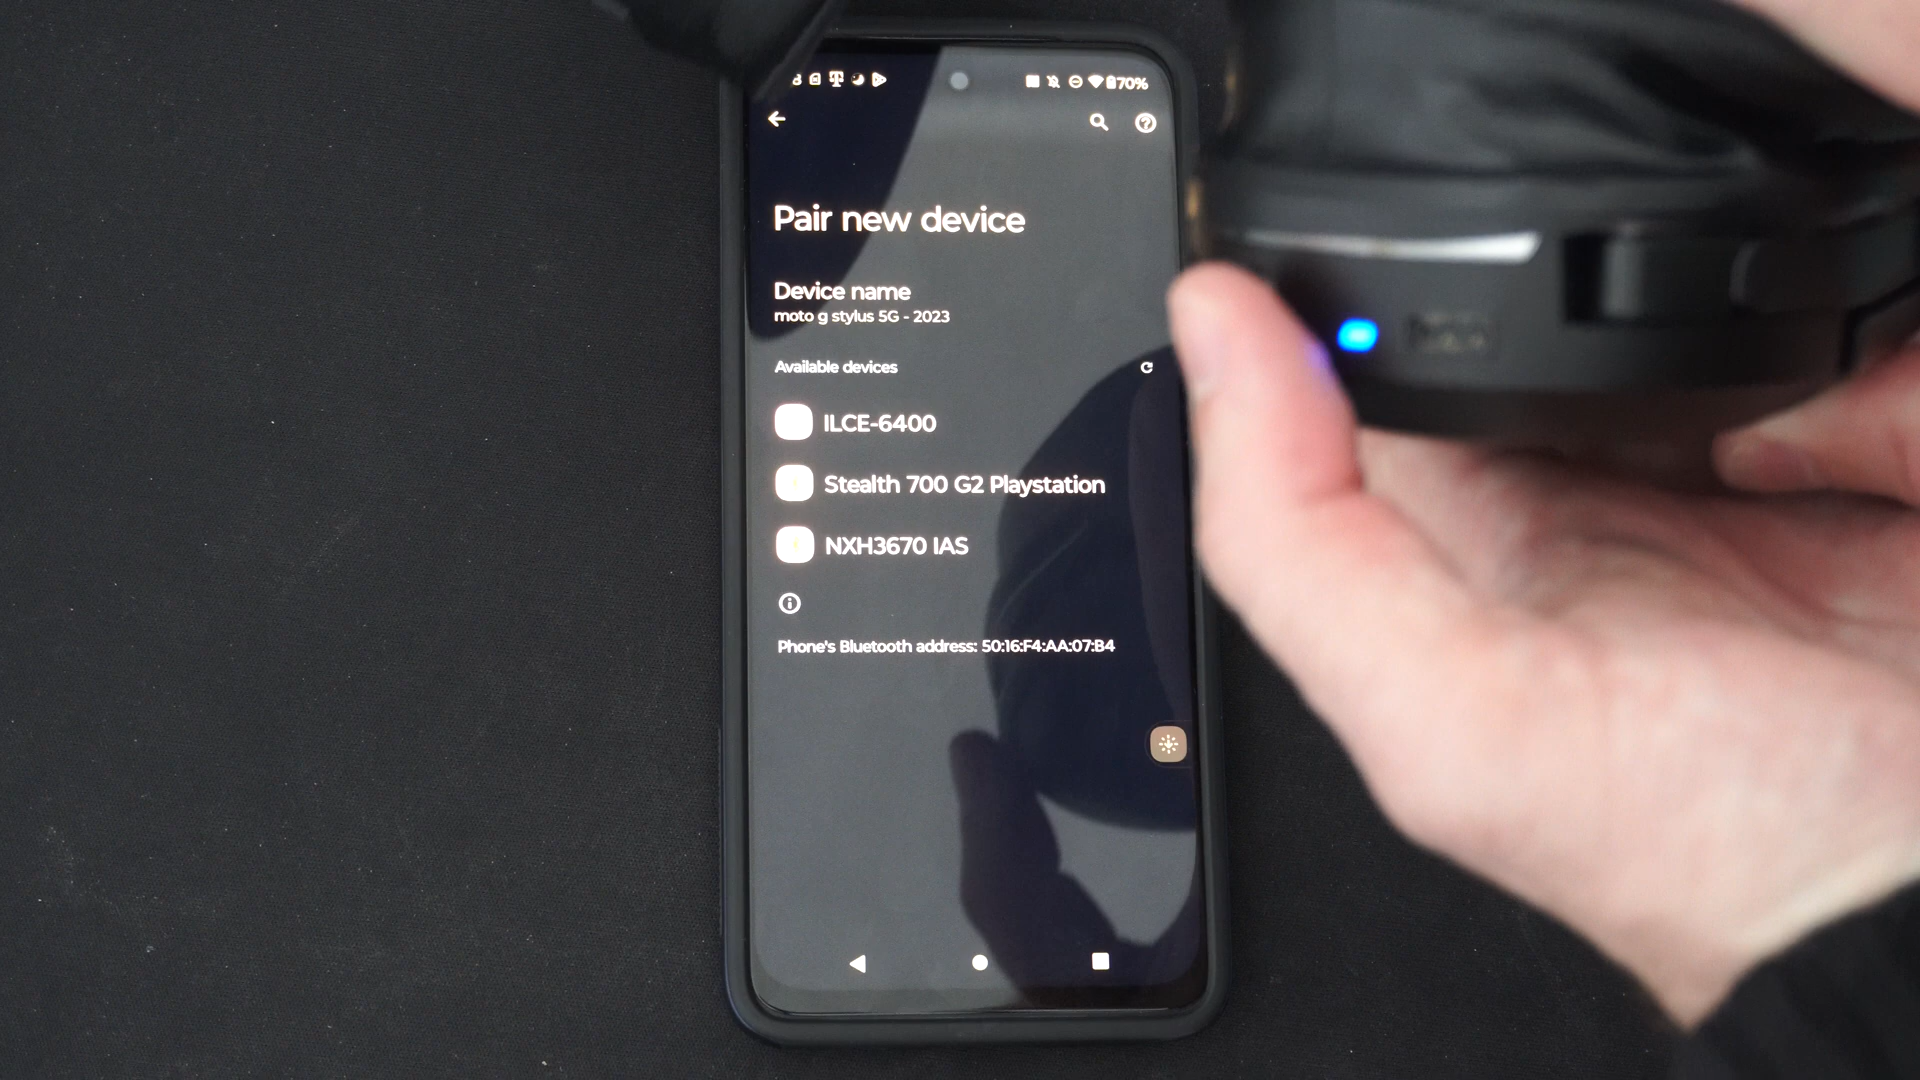 70%
Pair new device
Device name
moto g stylus 5G - 2023
Available devices
ILCE-6400
Stealth 700 G2 Playstation
NXH3670 IAS
Phone's Bluetooth address: 50:16:F4:AA:07:B4